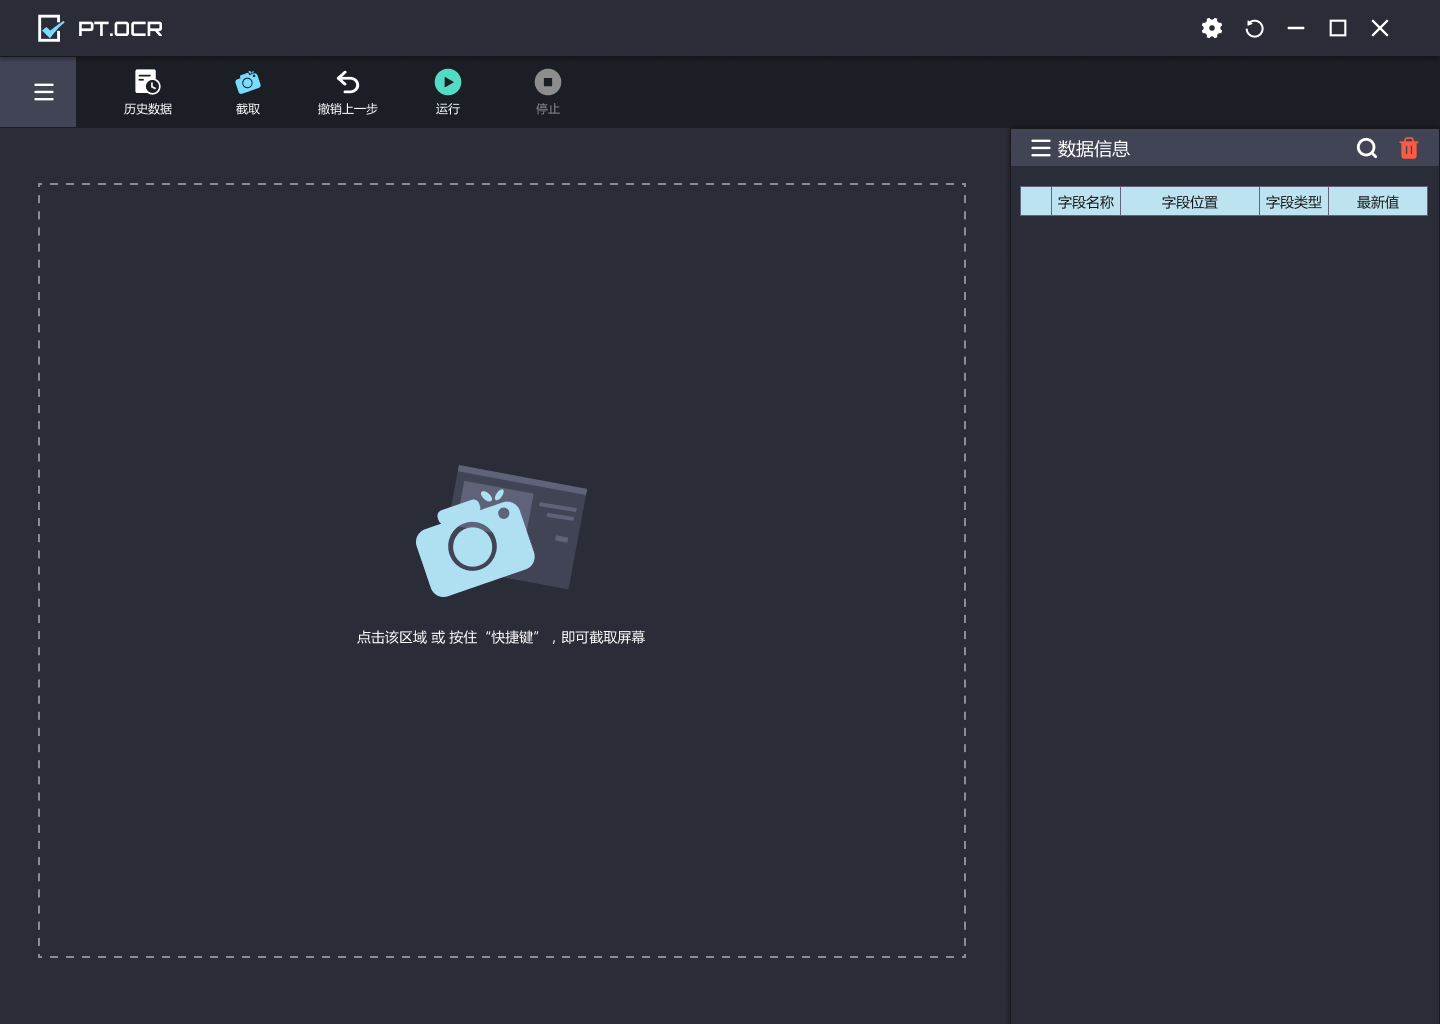 PT.OCR
历史数据
截取
撤销上一步
运行
停止
数据信息
字段名称 字段位置 字段类型 最新值
点击该区域 或 按住“快捷键”，即可截取屏幕